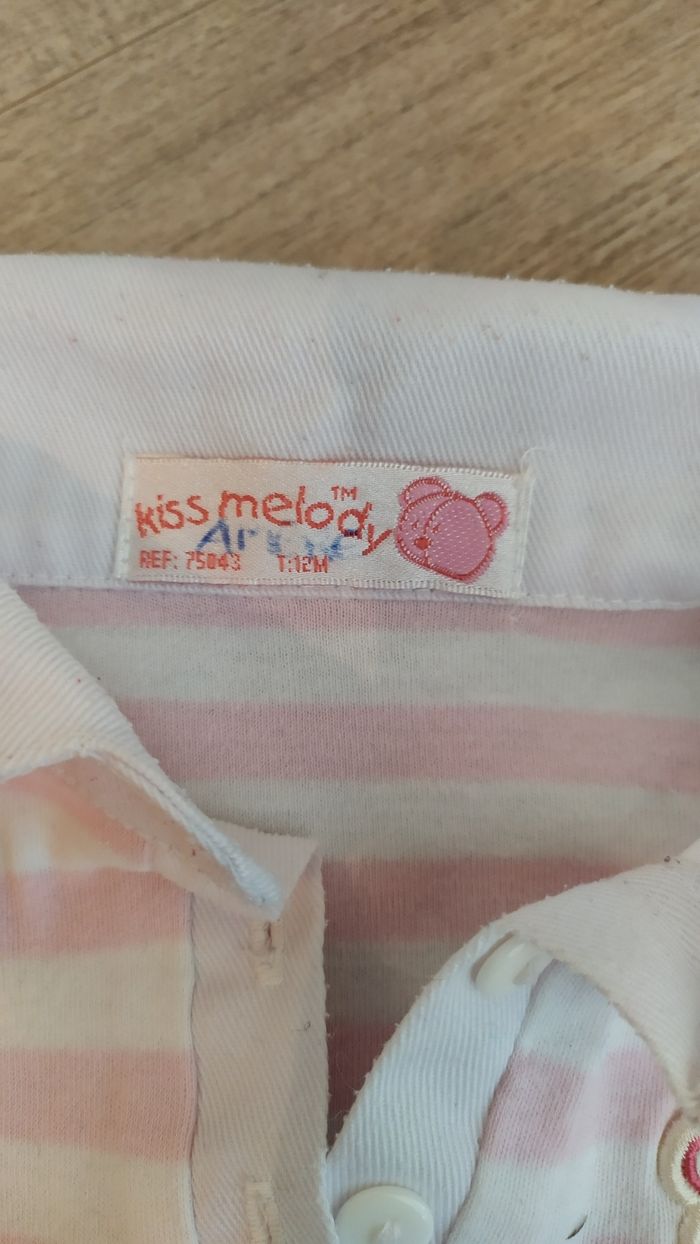 kiss melody™
REF: 75043 T:12M